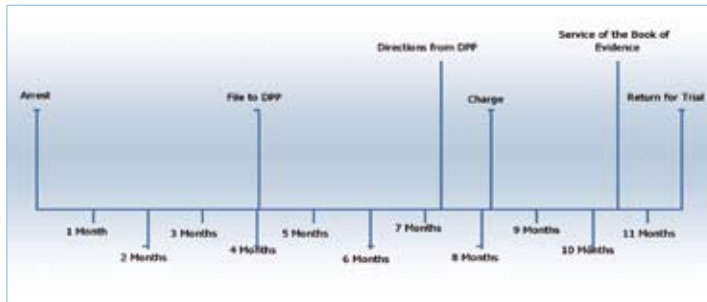 Service of the Book of
Evidence
Directions from DPP
Arrest
File to DPP
Charge
Return for Trial
1 Month
2 Months
3 Months
4 Months
5 Months
6 Months
7 Months
8 Months
9 Months
10 Months
11 Months